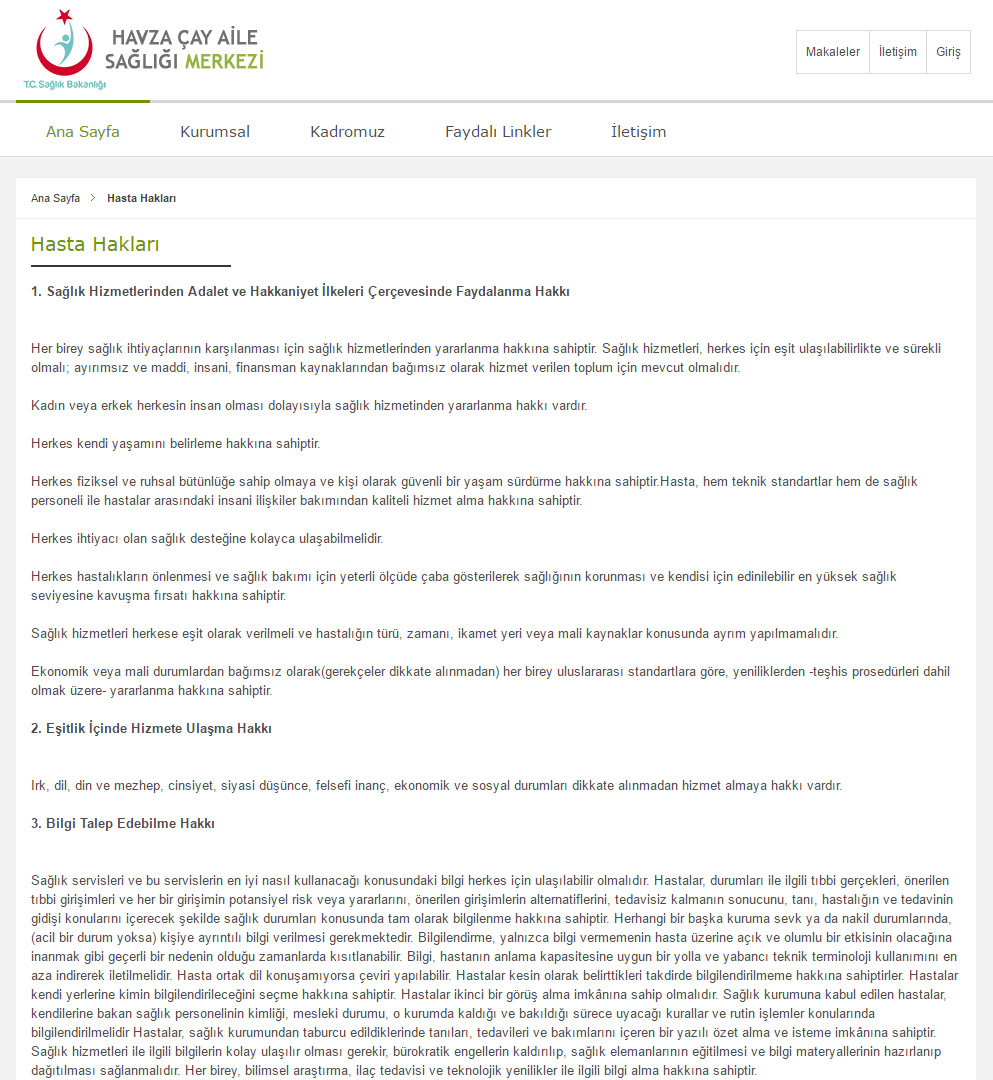 HAVZA ÇAY AİLE
SAĞLIĞI MERKEZİ
T.C. Sağlık Bakanlığı
Makaleler İletişim Giriş
Ana Sayfa Kurumsal Kadromuz Faydalı Linkler İletişim
Ana Sayfa > Hasta Hakları
Hasta Hakları
1. Sağlık Hizmetlerinden Adalet ve Hakkaniyet İlkeleri Çerçevesinde Faydalanma Hakkı
Her birey sağlık ihtiyaçlarının karşılanması için sağlık hizmetlerinden yararlanma hakkına sahiptir. Sağlık hizmetleri, herkes için eşit ulaşılabilirlikte ve sürekli
olmalı; ayırımsız ve maddi, insani, finansman kaynaklarından bağımsız olarak hizmet verilen toplum için mevcut olmalıdır.
Kadın veya erkek herkesin insan olması dolayısıyla sağlık hizmetinden yararlanma hakkı vardır.
Herkes kendi yaşamını belirleme hakkına sahiptir.
Herkes fiziksel ve ruhsal bütünlüğe sahip olmaya ve kişi olarak güvenli bir yaşam sürdürme hakkına sahiptir.Hasta, hem teknik standartlar hem de sağlık
personeli ile hastalar arasındaki insani ilişkiler bakımından kaliteli hizmet alma hakkına sahiptir.
Herkes ihtiyacı olan sağlık desteğine kolayca ulaşabilmelidir.
Herkes hastalıkların önlenmesi ve sağlık bakımı için yeterli ölçüde çaba gösterilerek sağlığının korunması ve kendisi için edinilebilir en yüksek sağlık
seviyesine kavuşma fırsatı hakkına sahiptir.
Sağlık hizmetleri herkese eşit olarak verilmeli ve hastalığın türü, zamanı, ikamet yeri veya mali kaynaklar konusunda ayrım yapılmamalıdır.
Ekonomik veya mali durumlardan bağımsız olarak(gerekçeler dikkate alınmadan) her birey uluslararası standartlara göre, yeniliklerden -teşhis prosedürleri dahil
olmak üzere- yararlanma hakkına sahiptir.
2. Eşitlik İçinde Hizmete Ulaşma Hakkı
Irk, dil, din ve mezhep, cinsiyet, siyasi düşünce, felsefi inanç, ekonomik ve sosyal durumları dikkate alınmadan hizmet almaya hakkı vardır.
3. Bilgi Talep Edebilme Hakkı
Sağlık servisleri ve bu servislerin en iyi nasıl kullanacağı konusundaki bilgi herkes için ulaşılabilir olmalıdır. Hastalar, durumları ile ilgili tıbbi gerçekleri, önerilen
tıbbi girişimleri ve her bir girişimin potansiyel risk veya yararlarını, önerilen girişimlerin alternatiflerini, tedavisiz kalmanın sonucunu, tanı, hastalığın ve tedavinin
gidişi konularını içerecek şekilde sağlık durumları konusunda tam olarak bilgilenme hakkına sahiptir. Herhangi bir başka kuruma sevk ya da nakil durumlarında,
(acil bir durum yoksa) kişiye ayrıntılı bilgi verilmesi gerekmektedir. Bilgilendirme, yalnızca bilgi vermemenin hasta üzerine açık ve olumlu bir etkisinin olacağına
inanmak gibi geçerli bir nedenin olduğu zamanlarda kısıtlanabilir. Bilgi, hastanın anlama kapasitesine uygun bir yolla ve yabancı teknik terminoloji kullanımını en
aza indirerek iletilmelidir. Hasta ortak dil konuşamıyorsa çeviri yapılabilir. Hastalar kesin olarak belirttikleri takdirde bilgilendirilmeme hakkına sahiptirler. Hastalar
kendi yerlerine kimin bilgilendirileceğini seçme hakkına sahiptir. Hastalar ikinci bir görüş alma imkânına sahip olmalıdır. Sağlık kurumuna kabul edilen hastalar,
kendilerine bakan sağlık personelinin kimliği, mesleki durumu, o kurumda kaldığı ve bakıldığı sürece uyacağı kurallar ve rutin işlemler konularında
bilgilendirilmelidir Hastalar, sağlık kurumundan taburcu edildiklerinde tanıları, tedavileri ve bakımlarını içeren bir yazılı özet alma ve isteme imkânına sahiptir.
Sağlık hizmetleri ile ilgili bilgilerin kolay ulaşılır olması gerekir, bürokratik engellerin kaldırılıp, sağlık elemanlarının eğitilmesi ve bilgi materyallerinin hazırlanıp
dağıtılması sağlanmalıdır. Her birey, bilimsel araştırma, ilaç tedavisi ve teknolojik yenilikler ile ilgili bilgi alma hakkına sahiptir.